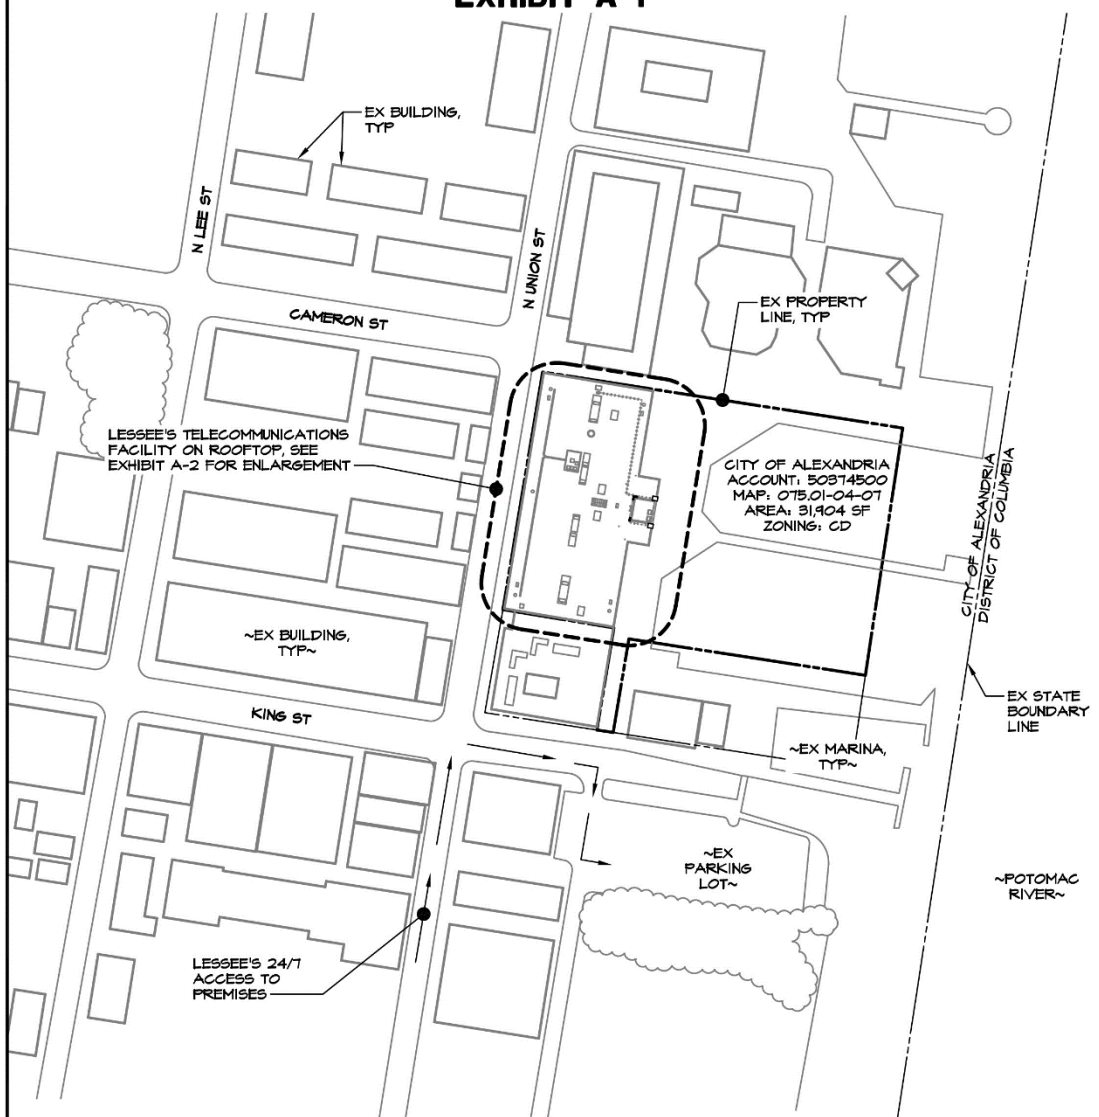 EXHIBIT A-1
EX BUILDING,
TYP
N LEE ST
N UNION ST
CAMERON ST
EX PROPERTY
LINE, TYP
LESSEE'S TELECOMMUNICATIONS
FACILITY ON ROOFTOP, SEE
EXHIBIT A-2 FOR ENLARGEMENT
CITY OF ALEXANDRIA
ACCOUNT: 50374500
MAP: 075.01-04-07
AREA: 31,904 SF
ZONING: CD
CITY OF ALEXANDRIA
DISTRICT OF COLUMBIA
~EX BUILDING,
TYP~
KING ST
EX STATE
BOUNDARY
LINE
~EX MARINA,
TYP~
~EX
PARKING
LOT~
~POTOMAC
RIVER~
LESSEE'S 24/7
ACCESS TO
PREMISES